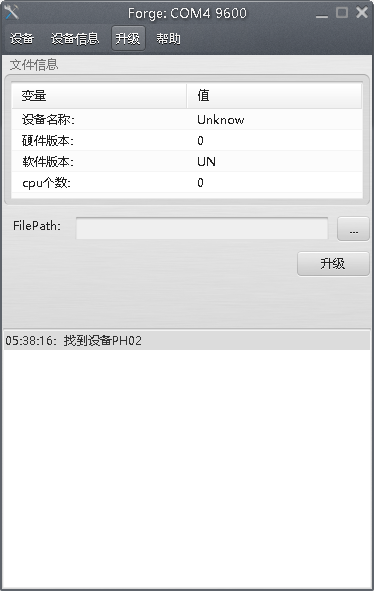 Forge: COM4 9600
设备 设备信息 升级 帮助
文件信息
变量 值
设备名称: Unknow
硬件版本: 0
软件版本: UN
cpu个数: 0
FilePath: ...
升级
05:38:16: 找到设备PH02